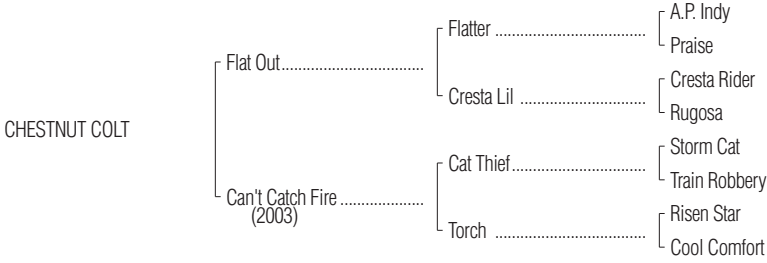 A.P. Indy
Flatter ......................................
Praise
Flat Out....................................
Cresta Rider
Cresta Lil ................................
Rugosa
CHESTNUT COLT
Storm Cat
Cat Thief..................................
Train Robbery
Can't Catch Fire .....................
(2003)
Risen Star
Torch ......................................
Cool Comfort